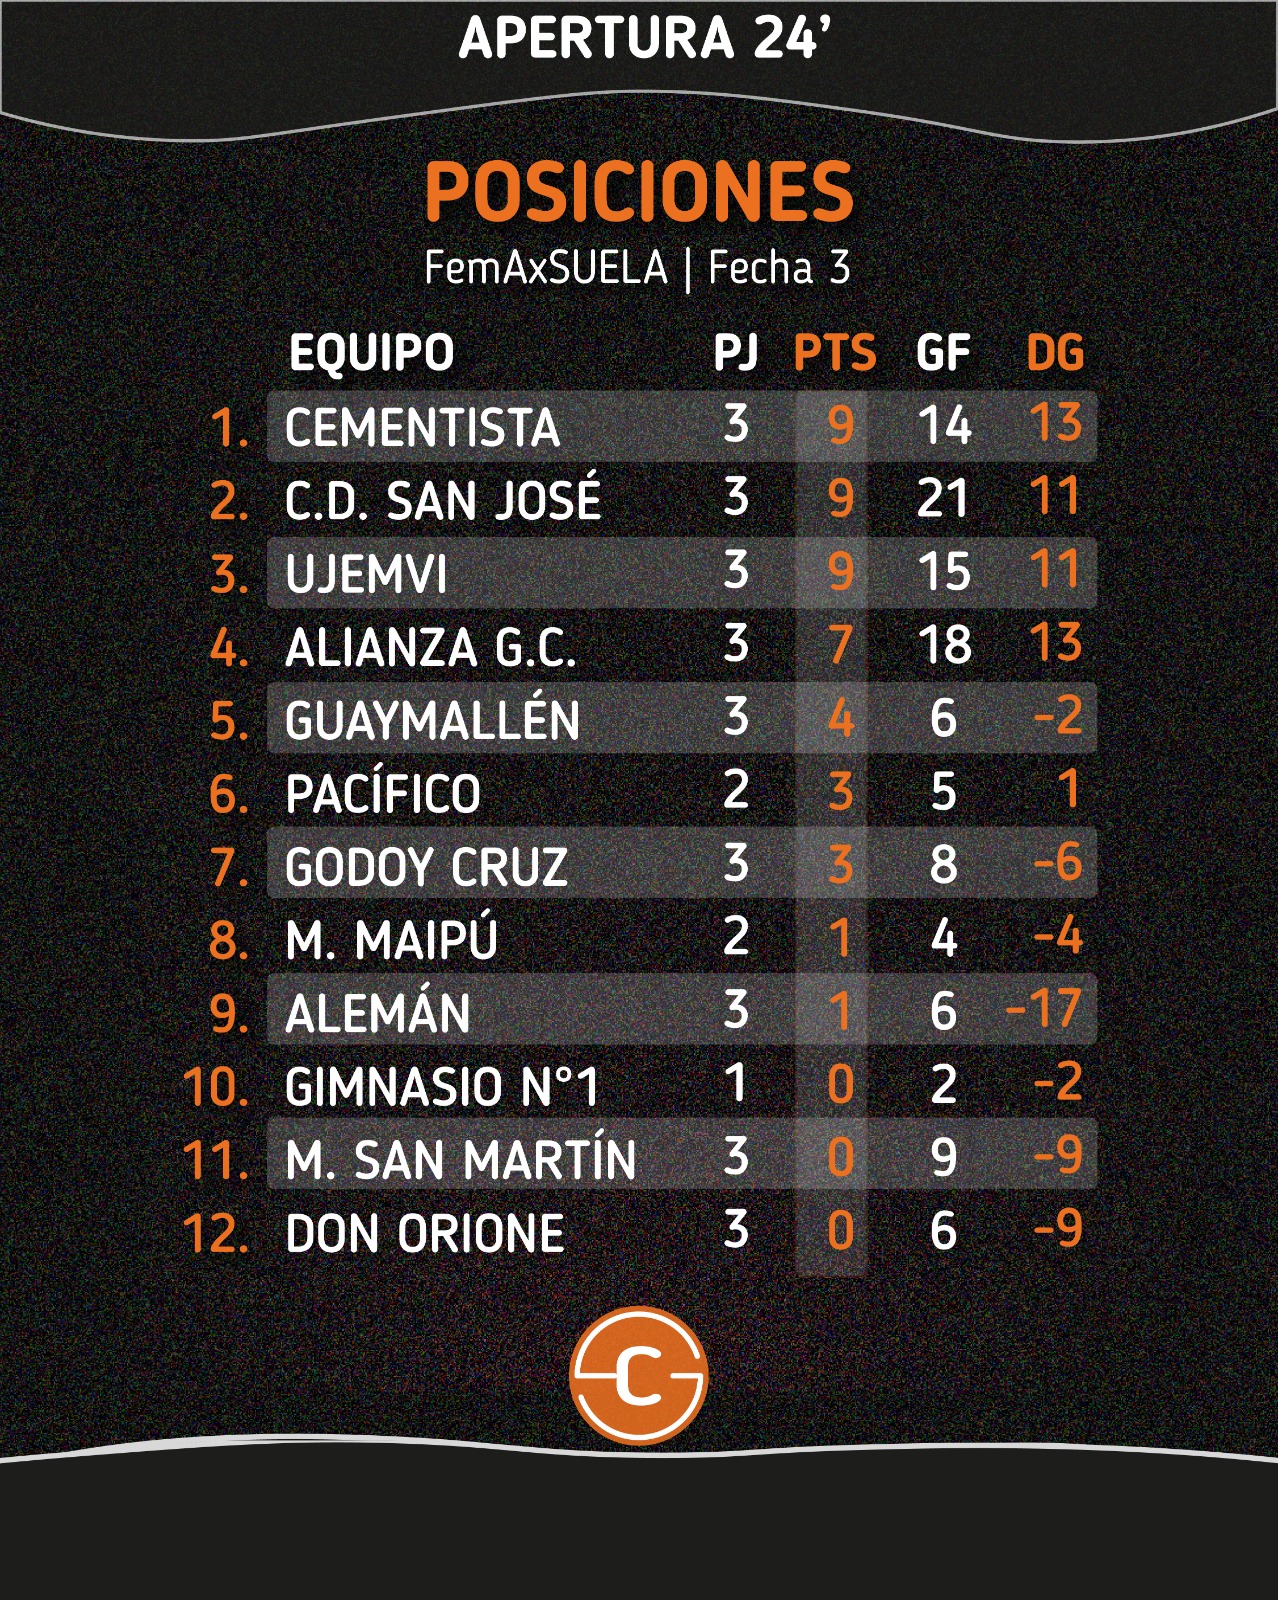 APERTURA 24’
POSICIONES
FemAxSUELA | Fecha 3
EQUIPO PJ PTS GF DG
1. CEMENTISTA 3 9 14 13
2. C.D. SAN JOSÉ 3 9 21 11
3. UJEMVI 3 9 15 11
4. ALIANZA G.C. 3 7 18 13
5. GUAYMALLÉN 3 4 6 -2
6. PACÍFICO 2 3 5 1
7. GODOY CRUZ 3 3 8 -6
8. M. MAIPÚ 2 1 4 -4
9. ALEMÁN 3 1 6 -17
10. GIMNASIO N°1 1 0 2 -2
11. M. SAN MARTÍN 3 0 9 -9
12. DON ORIONE 3 0 6 -9
C